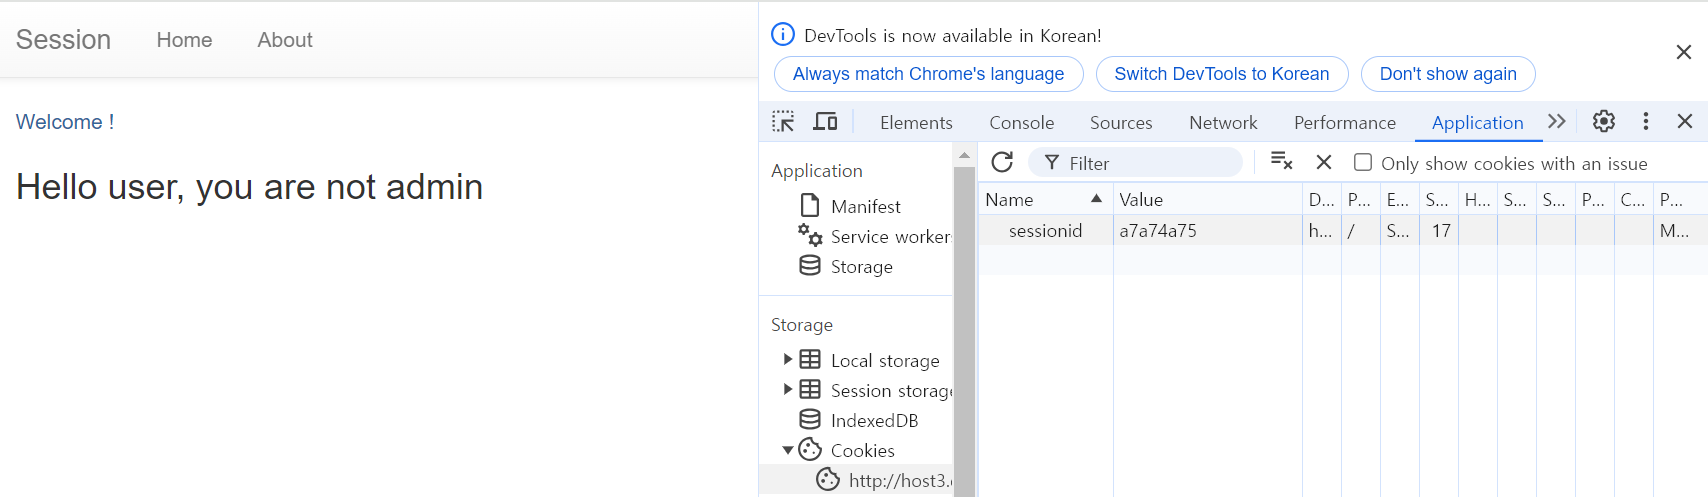 Session Home About
Welcome !
Hello user, you are not admin
DevTools is now available in Korean!
Always match Chrome's language Switch DevTools to Korean Don't show again
Elements Console Sources Network Performance Application
Application
Manifest
Service worker
Storage
Storage
Local storage
Session storage
IndexedDB
Cookies
http://host3.
Filter Only show cookies with an issue
Name Value D... P... E... S... H... S... S... P... C... P...
sessionid a7a74a75 h... / S... 17 M...